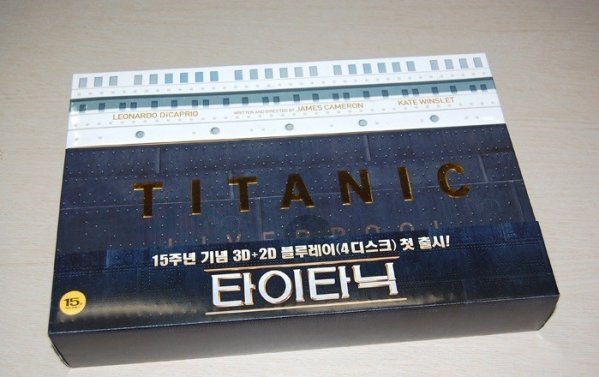 LEONARDO DiCAPRIO
WRITTEN AND DIRECTED BY JAMES CAMERON
KATE WINSLET
TITANIC
LIVERPOOL
15주년 기념 3D+2D 블루레이(4디스크) 첫 출시!
타이타닉
15